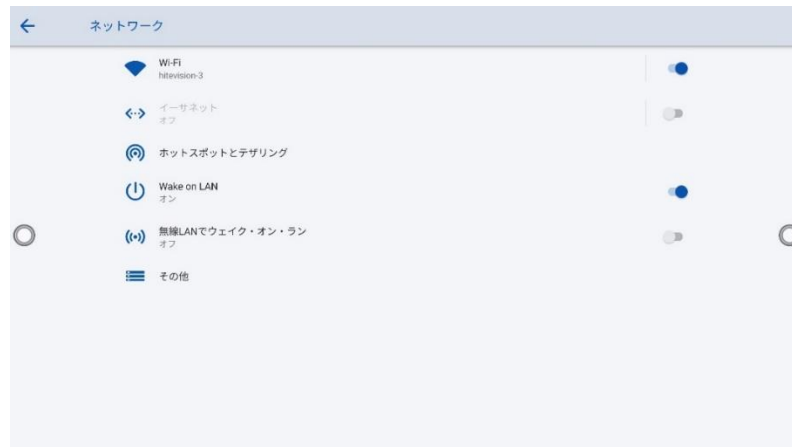 ネットワーク
Wi-Fi
hitevision-3
イーサネット
オフ
ホットスポットとテザリング
Wake on LAN
オン
無線LANでウェイク・オン・ラン
オフ
その他